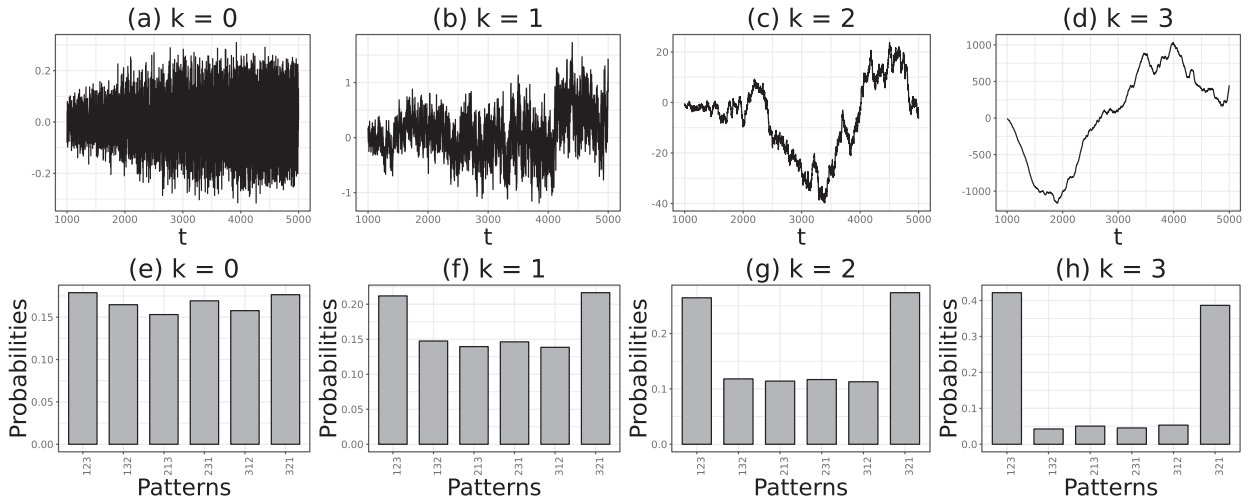 (a) k = 0
(b) k = 1
(c) k = 2
(d) k = 3
0.2
0.0
-0.2
1000 2000 3000 4000 5000
t
1
0
-1
1000 2000 3000 4000 5000
t
20
0
-20
-40
1000 2000 3000 4000 5000
t
1000
500
0
-500
-1000
1000 2000 3000 4000 5000
t
(e) k = 0
(f) k = 1
(g) k = 2
(h) k = 3
Probabilities
0.15
0.10
0.05
0.00
123 132 213 231 312 321
Patterns
Probabilities
0.20
0.15
0.10
0.05
0.00
123 132 213 231 312 321
Patterns
Probabilities
0.2
0.1
0.0
123 132 213 231 312 321
Patterns
Probabilities
0.4
0.3
0.2
0.1
0.0
123 132 213 231 312 321
Patterns